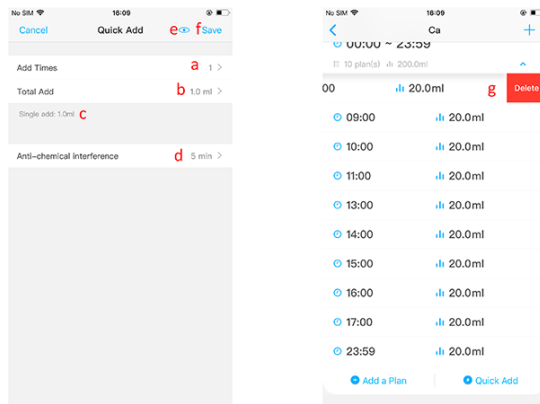 No SIM 16:09
Cancel Quick Add e f Save
Add Times a 1
Total Add b 1.0 ml
Single add: 1.0ml c
Anti-chemical interference d 5 min
No SIM 16:09
Ca
00:00 ~ 23:59
10 plan(s) 200.0ml
00 20.0ml g Delete
09:00 20.0ml
10:00 20.0ml
11:00 20.0ml
13:00 20.0ml
14:00 20.0ml
15:00 20.0ml
16:00 20.0ml
17:00 20.0ml
23:59 20.0ml
Add a Plan Quick Add